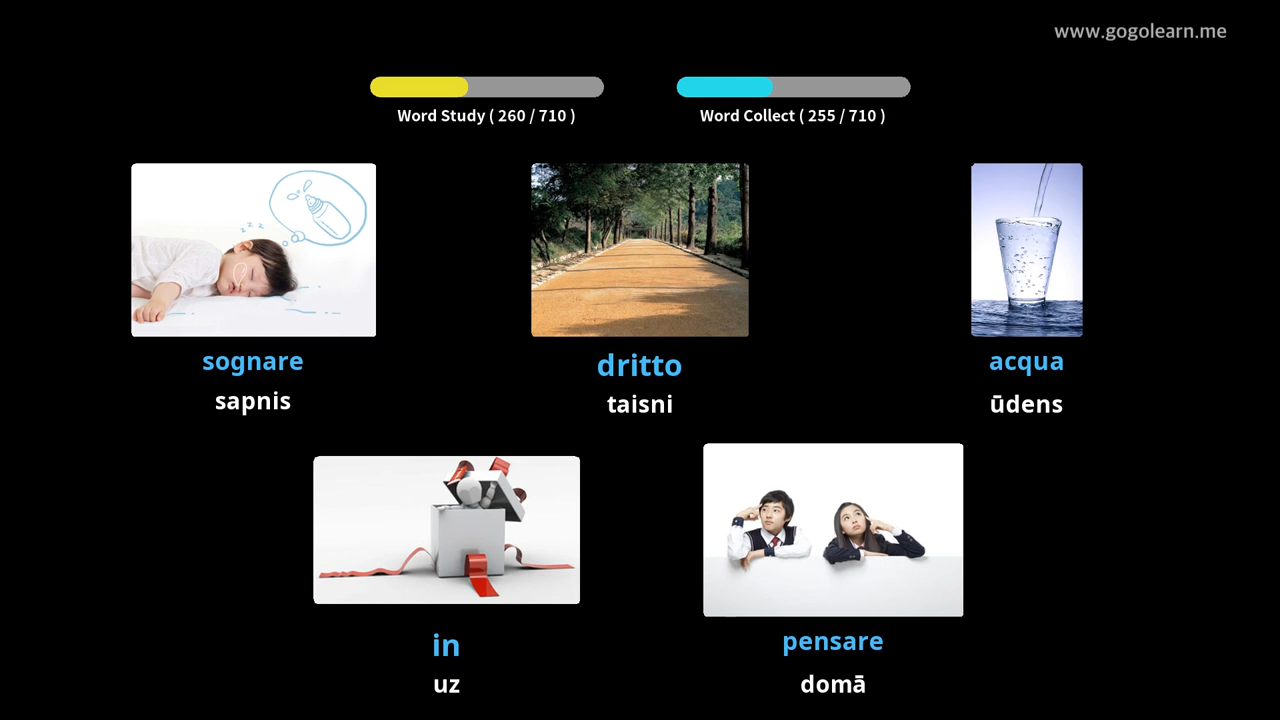 www.gogolearn.me
Word Study ( 260 / 710 )
Word Collect ( 255 / 710 )
sognare
sapnis
dritto
taisni
acqua
ūdens
in
uz
pensare
domā